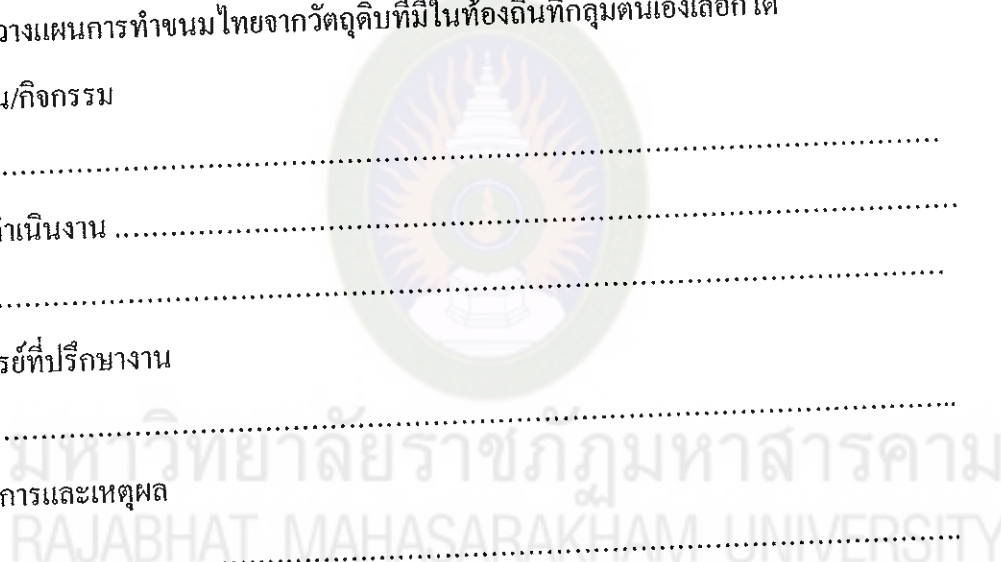 วางแผนการทำขนมไทยจากวัตถุดิบที่มีในท้องถิ่นที่กลุ่มตนเองเลือกได้
น/กิจกรรม
................................................................................
ำเนินงาน ................................................................................
................................................................................
รย์ที่ปรึกษางาน
................................................................................
มหาวิทยาลัยราชภัฏมหาสารคาม
การและเหตุผล
RAJABHAT MAHASARAKHAM UNIVERSITY
................................................................................